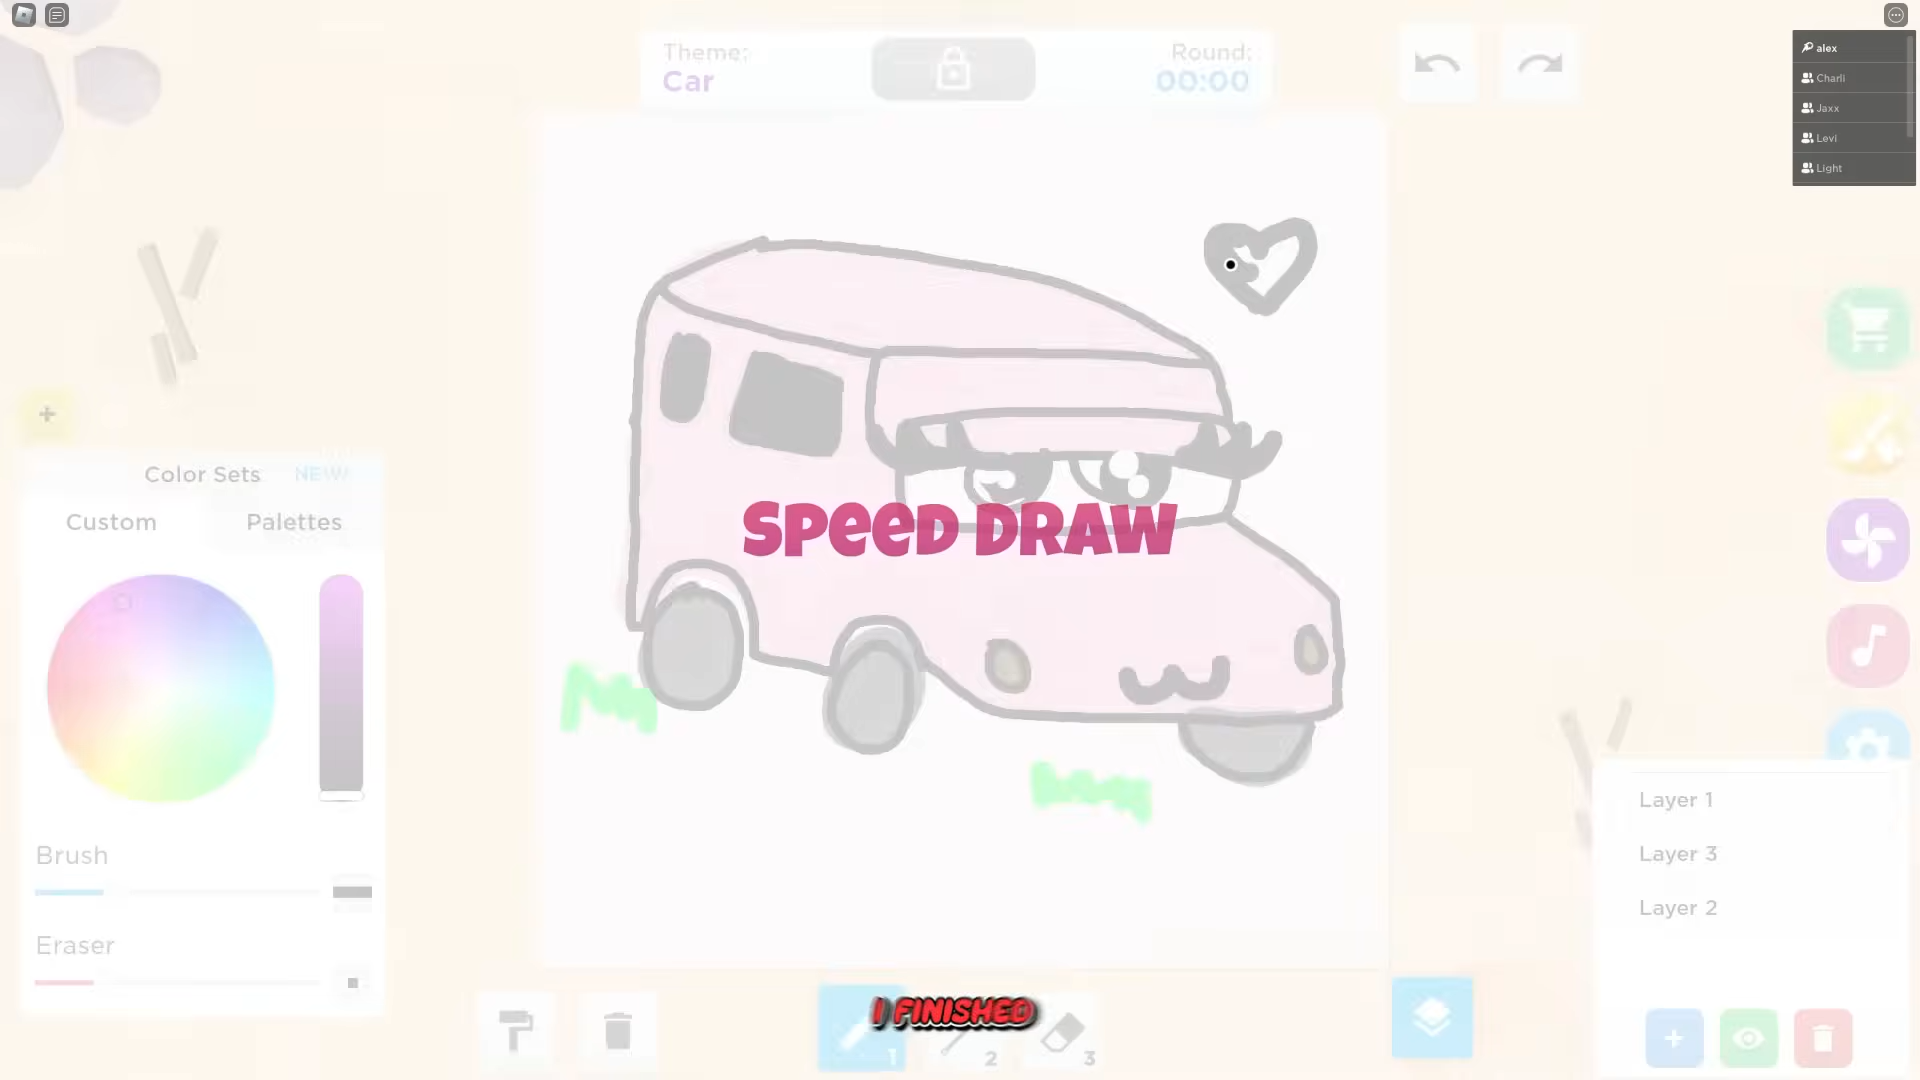 Theme:
Car
Round:
00:00
alex
Charli
Jaxx
Levi
Light
+
Color Sets
NEW
Custom
Palettes
SPEED DRAW
Brush
Eraser
Layer 1
Layer 3
Layer 2
I FINISHED
1
2
3
+